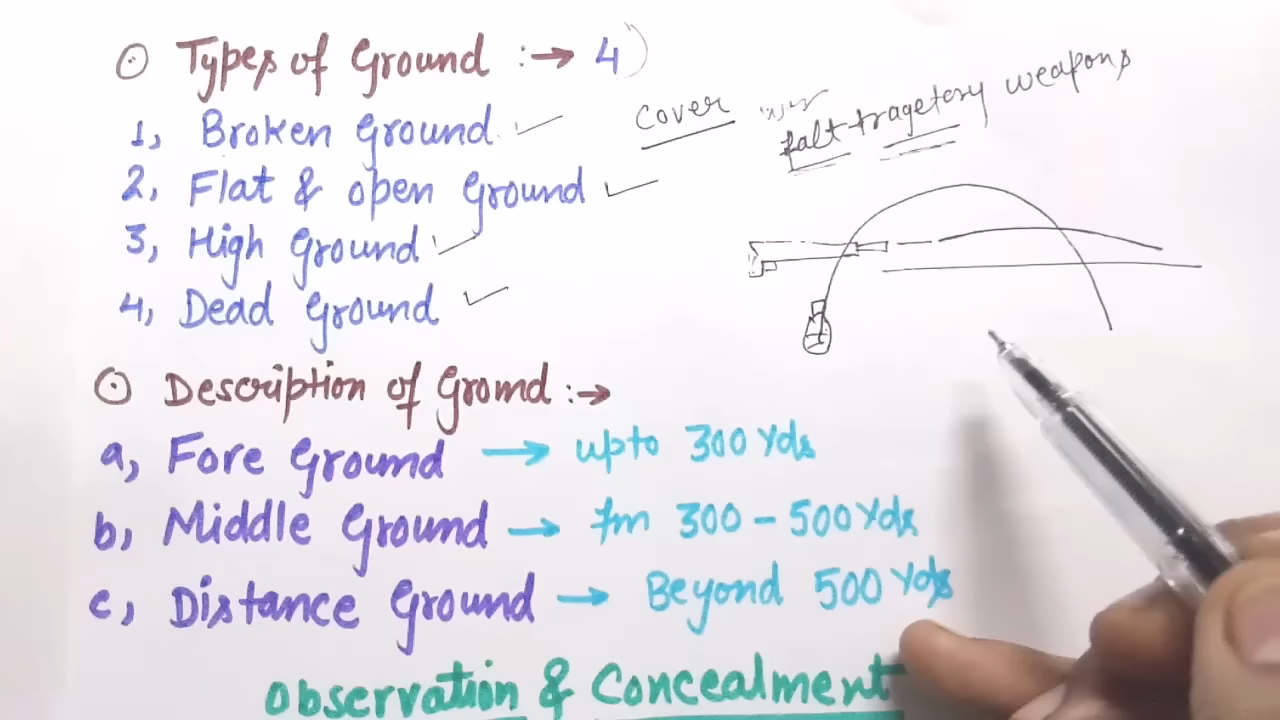 Types of Ground :→ 4)
1, Broken Ground
2, Flat & open Ground
3, High Ground
4, Dead Ground
cover
falt tragetory weapons
Description of Ground :→
a, Fore Ground → upto 300 Yds
b, Middle Ground → fm 300 - 500 Yds
c, Distance Ground → Beyond 500 Yds
Observation & Concealment